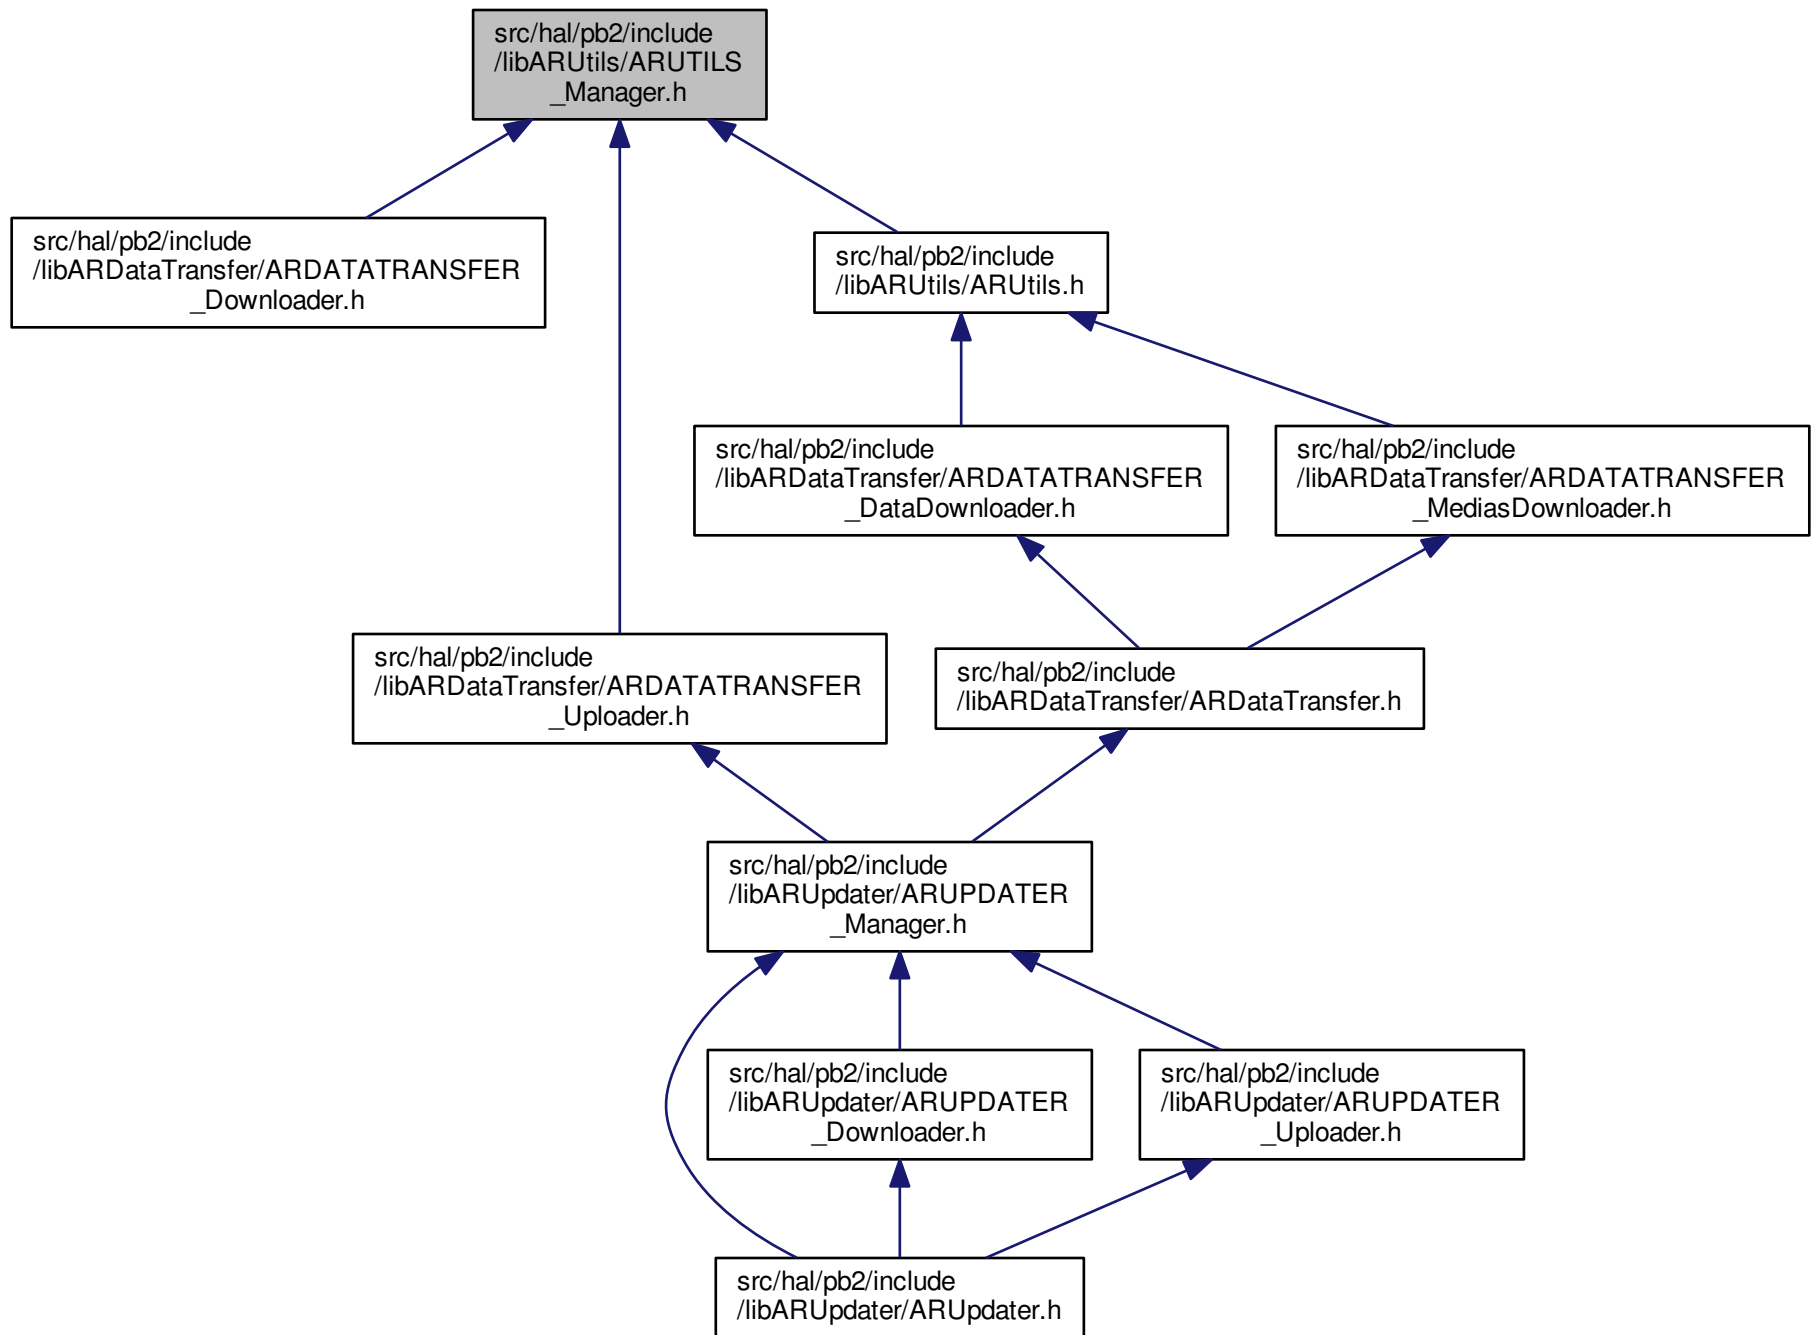 src/hal/pb2/include
/libARUtils/ARUTILS
_Manager.h
src/hal/pb2/include
/libARDataTransfer/ARDATATRANSFER
_Downloader.h
src/hal/pb2/include
/libARUtils/ARUtils.h
src/hal/pb2/include
/libARDataTransfer/ARDATATRANSFER
_DataDownloader.h
src/hal/pb2/include
/libARDataTransfer/ARDATATRANSFER
_MediasDownloader.h
src/hal/pb2/include
/libARDataTransfer/ARDATATRANSFER
_Uploader.h
src/hal/pb2/include
/libARDataTransfer/ARDataTransfer.h
src/hal/pb2/include
/libARUpdater/ARUPDATER
_Manager.h
src/hal/pb2/include
/libARUpdater/ARUPDATER
_Downloader.h
src/hal/pb2/include
/libARUpdater/ARUPDATER
_Uploader.h
src/hal/pb2/include
/libARUpdater/ARUpdater.h